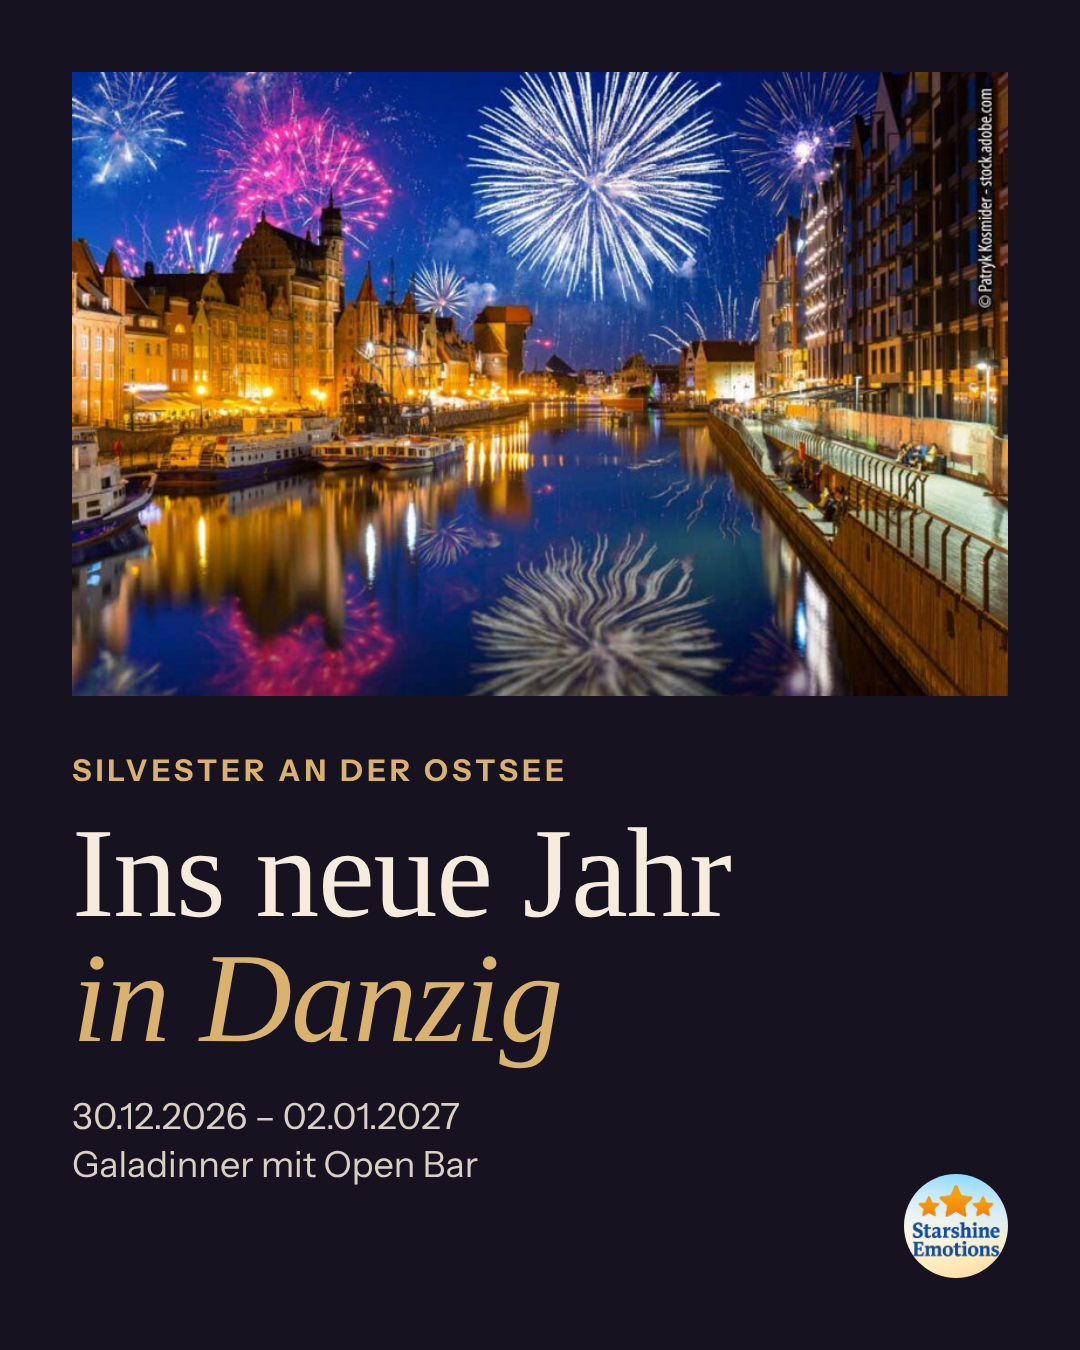 © Patryk Kosmider - stock.adobe.com
SILVESTER AN DER OSTSEE
Ins neue Jahr
in Danzig
30.12.2026 – 02.01.2027
Galadinner mit Open Bar
Starshine
Emotions